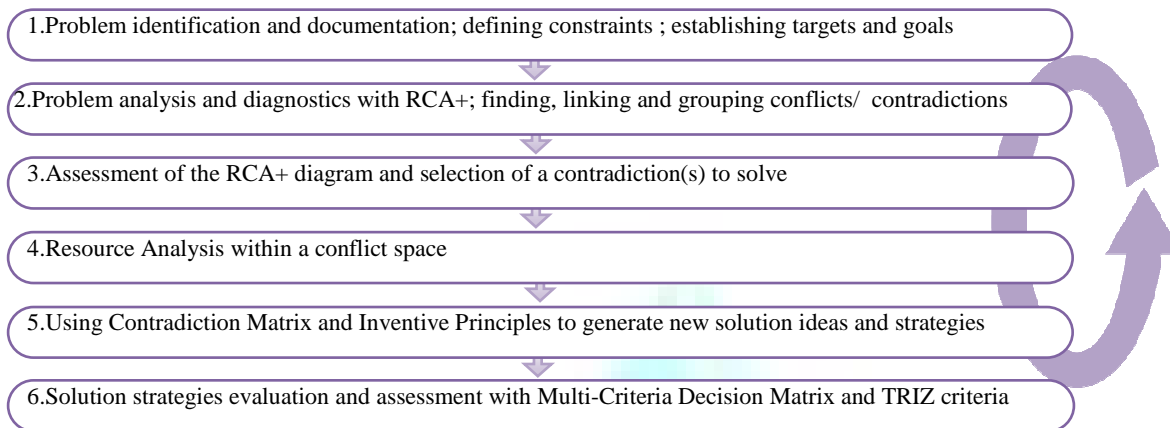 1.Problem identification and documentation; defining constraints ; establishing targets and goals
2.Problem analysis and diagnostics with RCA+; finding, linking and grouping conflicts/ contradictions
3.Assessment of the RCA+ diagram and selection of a contradiction(s) to solve
4.Resource Analysis within a conflict space
5.Using Contradiction Matrix and Inventive Principles to generate new solution ideas and strategies
6.Solution strategies evaluation and assessment with Multi-Criteria Decision Matrix and TRIZ criteria